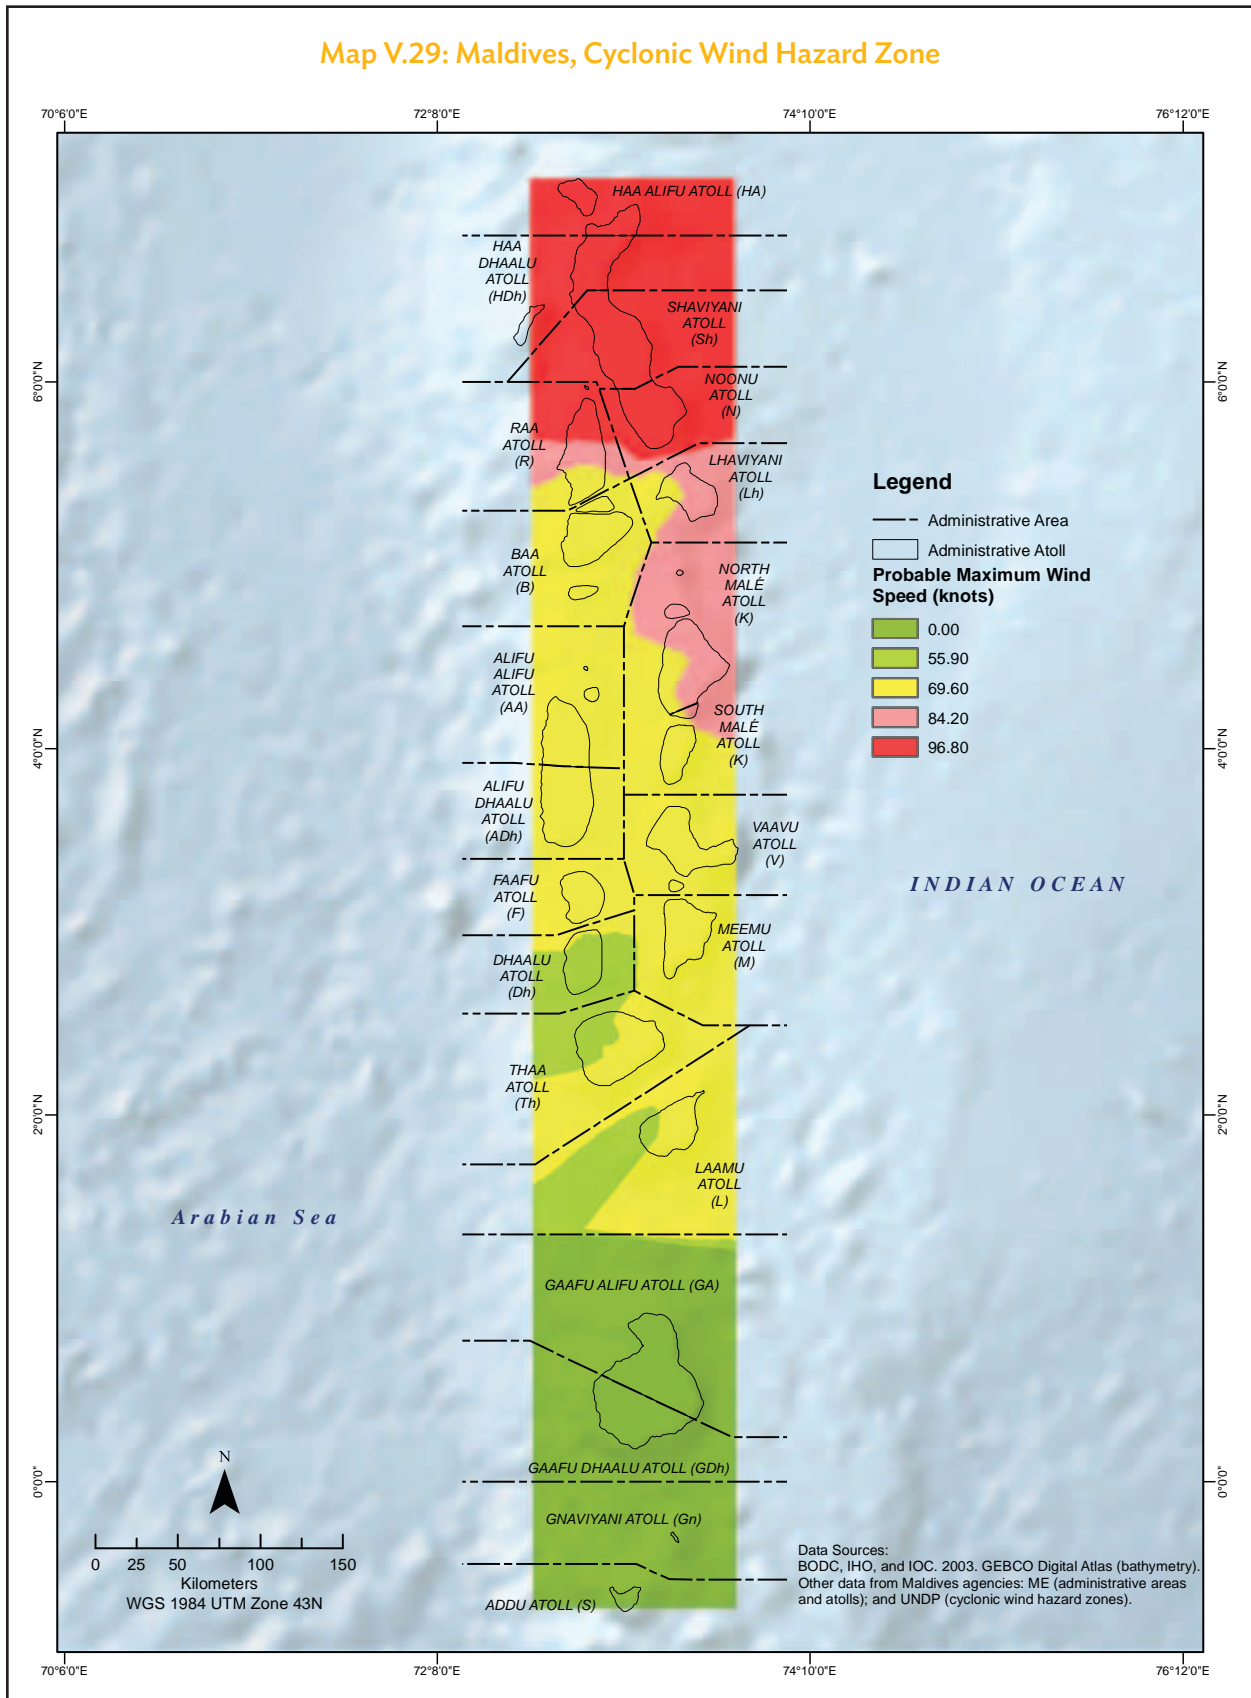 Map V.29: Maldives, Cyclonic Wind Hazard Zone
70°6'0"E
72°8'0"E
74°10'0"E
76°12'0"E
HAA ALIFU ATOLL (HA)
HAA
DHAALU
ATOLL
(HDh)
SHAVIYANI
ATOLL
(Sh)
6°0'0"N
6°0'0"N
NOONU
ATOLL
(N)
RAA
ATOLL
(R)
LHAVIYANI
ATOLL
(Lh)
BAA
ATOLL
(B)
NORTH
MALÉ
ATOLL
(K)
ALIFU
ALIFU
ATOLL
(AA)
SOUTH
MALÉ
ATOLL
(K)
4°0'0"N
4°0'0"N
ALIFU
DHAALU
ATOLL
(ADh)
VAAVU
ATOLL
(V)
FAAFU
ATOLL
(F)
MEEMU
ATOLL
(M)
DHAALU
ATOLL
(Dh)
THAA
ATOLL
(Th)
2°0'0"N
2°0'0"N
LAAMU
ATOLL
(L)
GAAFU ALIFU ATOLL (GA)
GAAFU DHAALU ATOLL (GDh)
0°0'0"
0°0'0"
GNAVIYANI ATOLL (Gn)
ADDU ATOLL (S)
Legend
Administrative Area
Administrative Atoll
Probable Maximum Wind
Speed (knots)
0.00
55.90
69.60
84.20
96.80
INDIAN OCEAN
Arabian Sea
N
0 25 50 100 150
Kilometers
WGS 1984 UTM Zone 43N
Data Sources:
BODC, IHO, and IOC. 2003. GEBCO Digital Atlas (bathymetry).
Other data from Maldives agencies: ME (administrative areas
and atolls); and UNDP (cyclonic wind hazard zones).
70°6'0"E
72°8'0"E
74°10'0"E
76°12'0"E